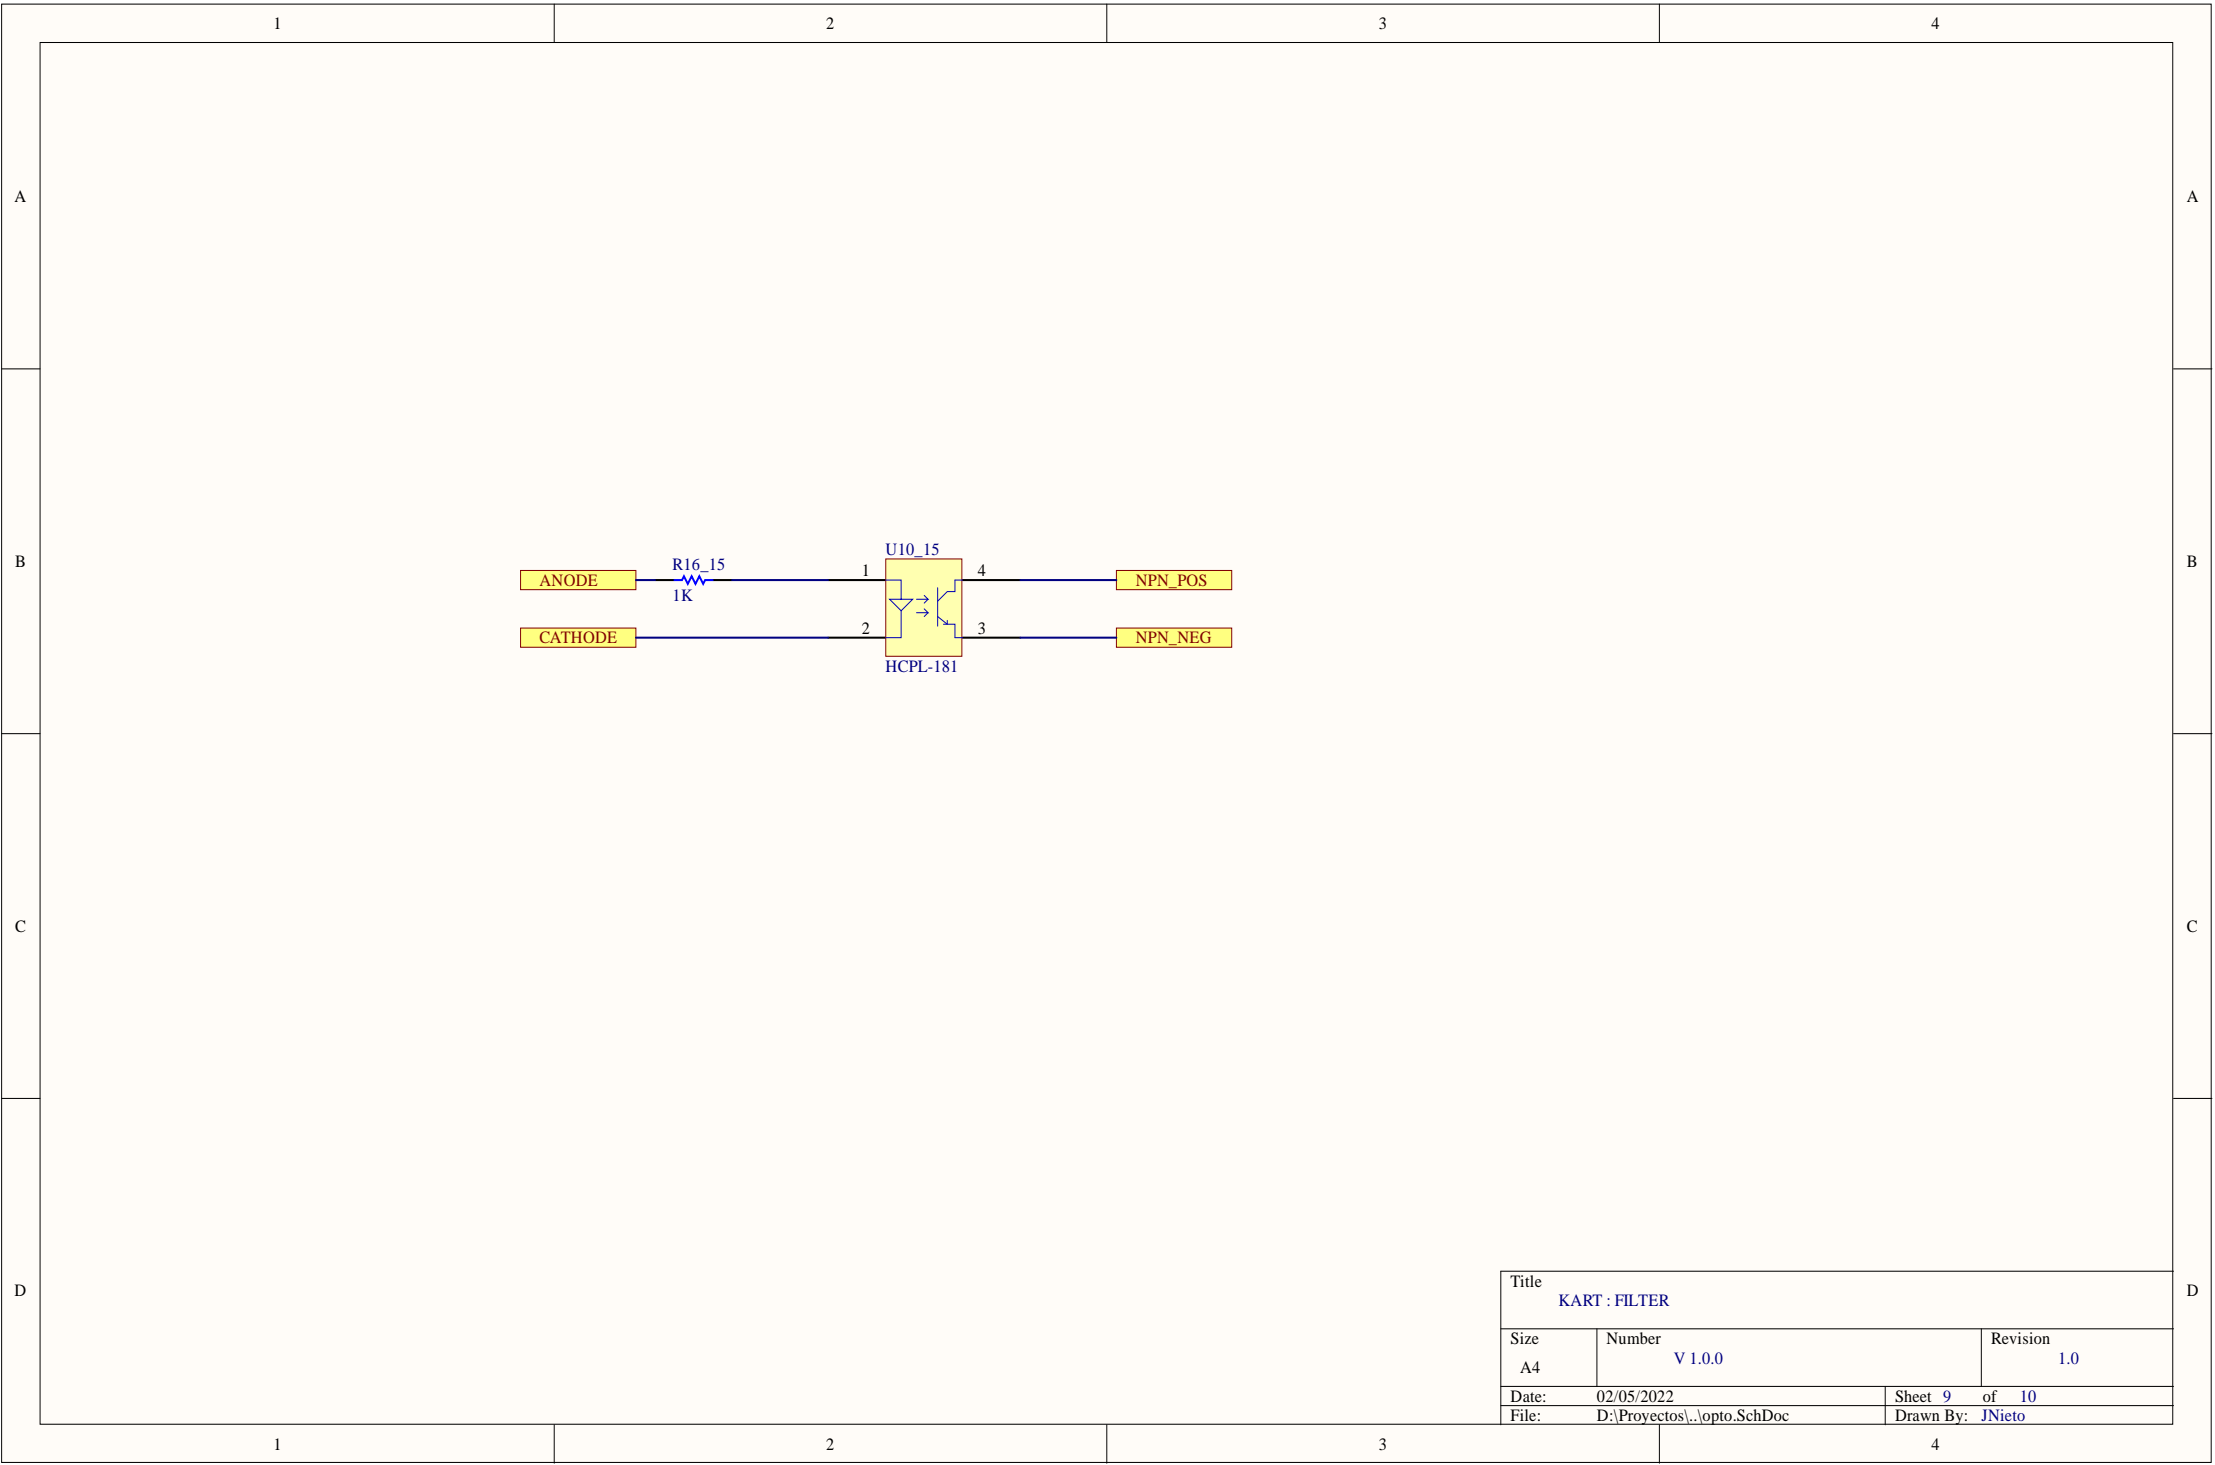 1 2 3 4
A A
R16_15
U10_15
B B
ANODE 1 4 NPN_POS
1K
CATHODE 2 3 NPN_NEG
HCPL-181
C C
D D
Title
KART : FILTER
Size Number Revision
A4 V 1.0.0 1.0
Date: 02/05/2022 Sheet 9 of 10
File: D:\Proyectos\..\opto.SchDoc Drawn By: JNieto
1 2 3 4